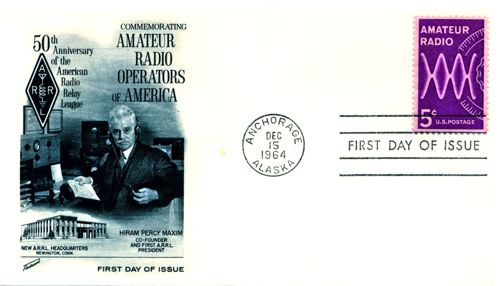 COMMEMORATING
AMATEUR
RADIO
OPERATORS
OF AMERICA
50th
Anniversary
of the
American
Radio
Relay
League
A
R R
L
NEW A.R.R.L. HEADQUARTERS
NEWINGTON, CONN.
HIRAM PERCY MAXIM
CO-FOUNDER
AND FIRST A.R.R.L.
PRESIDENT
FIRST DAY OF ISSUE
ANCHORAGE
DEC
15
1964
ALASKA
AMATEUR
RADIO
5¢
U.S. POSTAGE
FIRST DAY OF ISSUE